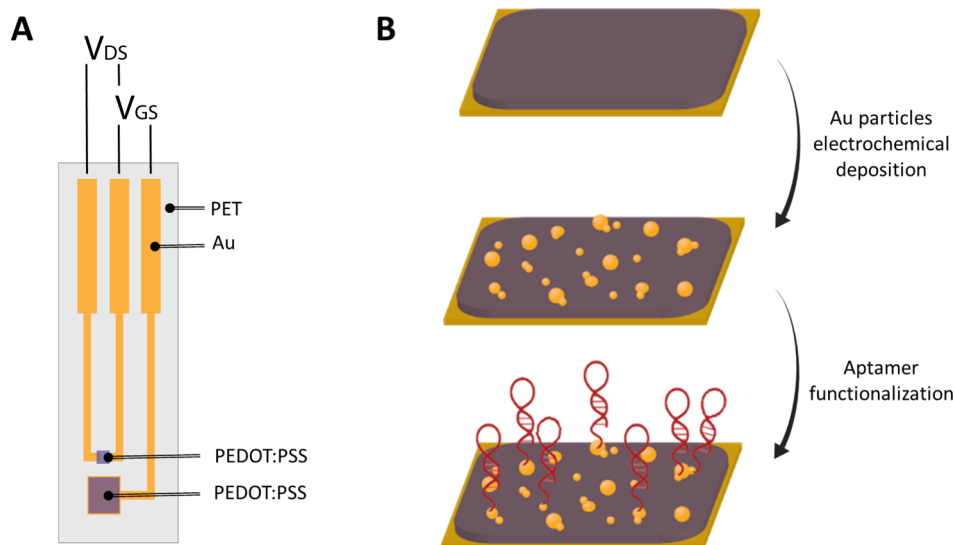 A
VDS
VGS
PET
Au
PEDOT:PSS
PEDOT:PSS
B
Au particles
electrochemical
deposition
Aptamer
functionalization